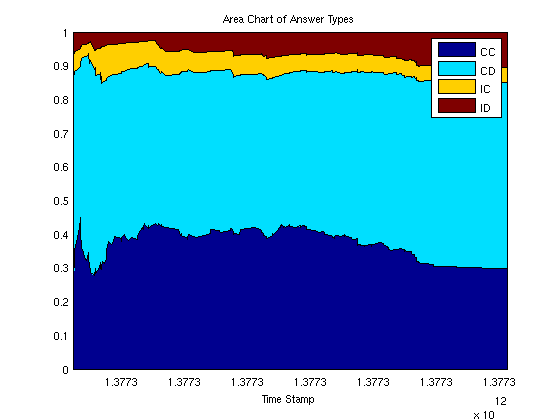 Area Chart of Answer Types
1
0.9
0.8
0.7
0.6
0.5
0.4
0.3
0.2
0.1
0
CC
CD
IC
ID
1.3773 1.3773 1.3773 1.3773 1.3773 1.3773 1.3773
Time Stamp
x 10^12